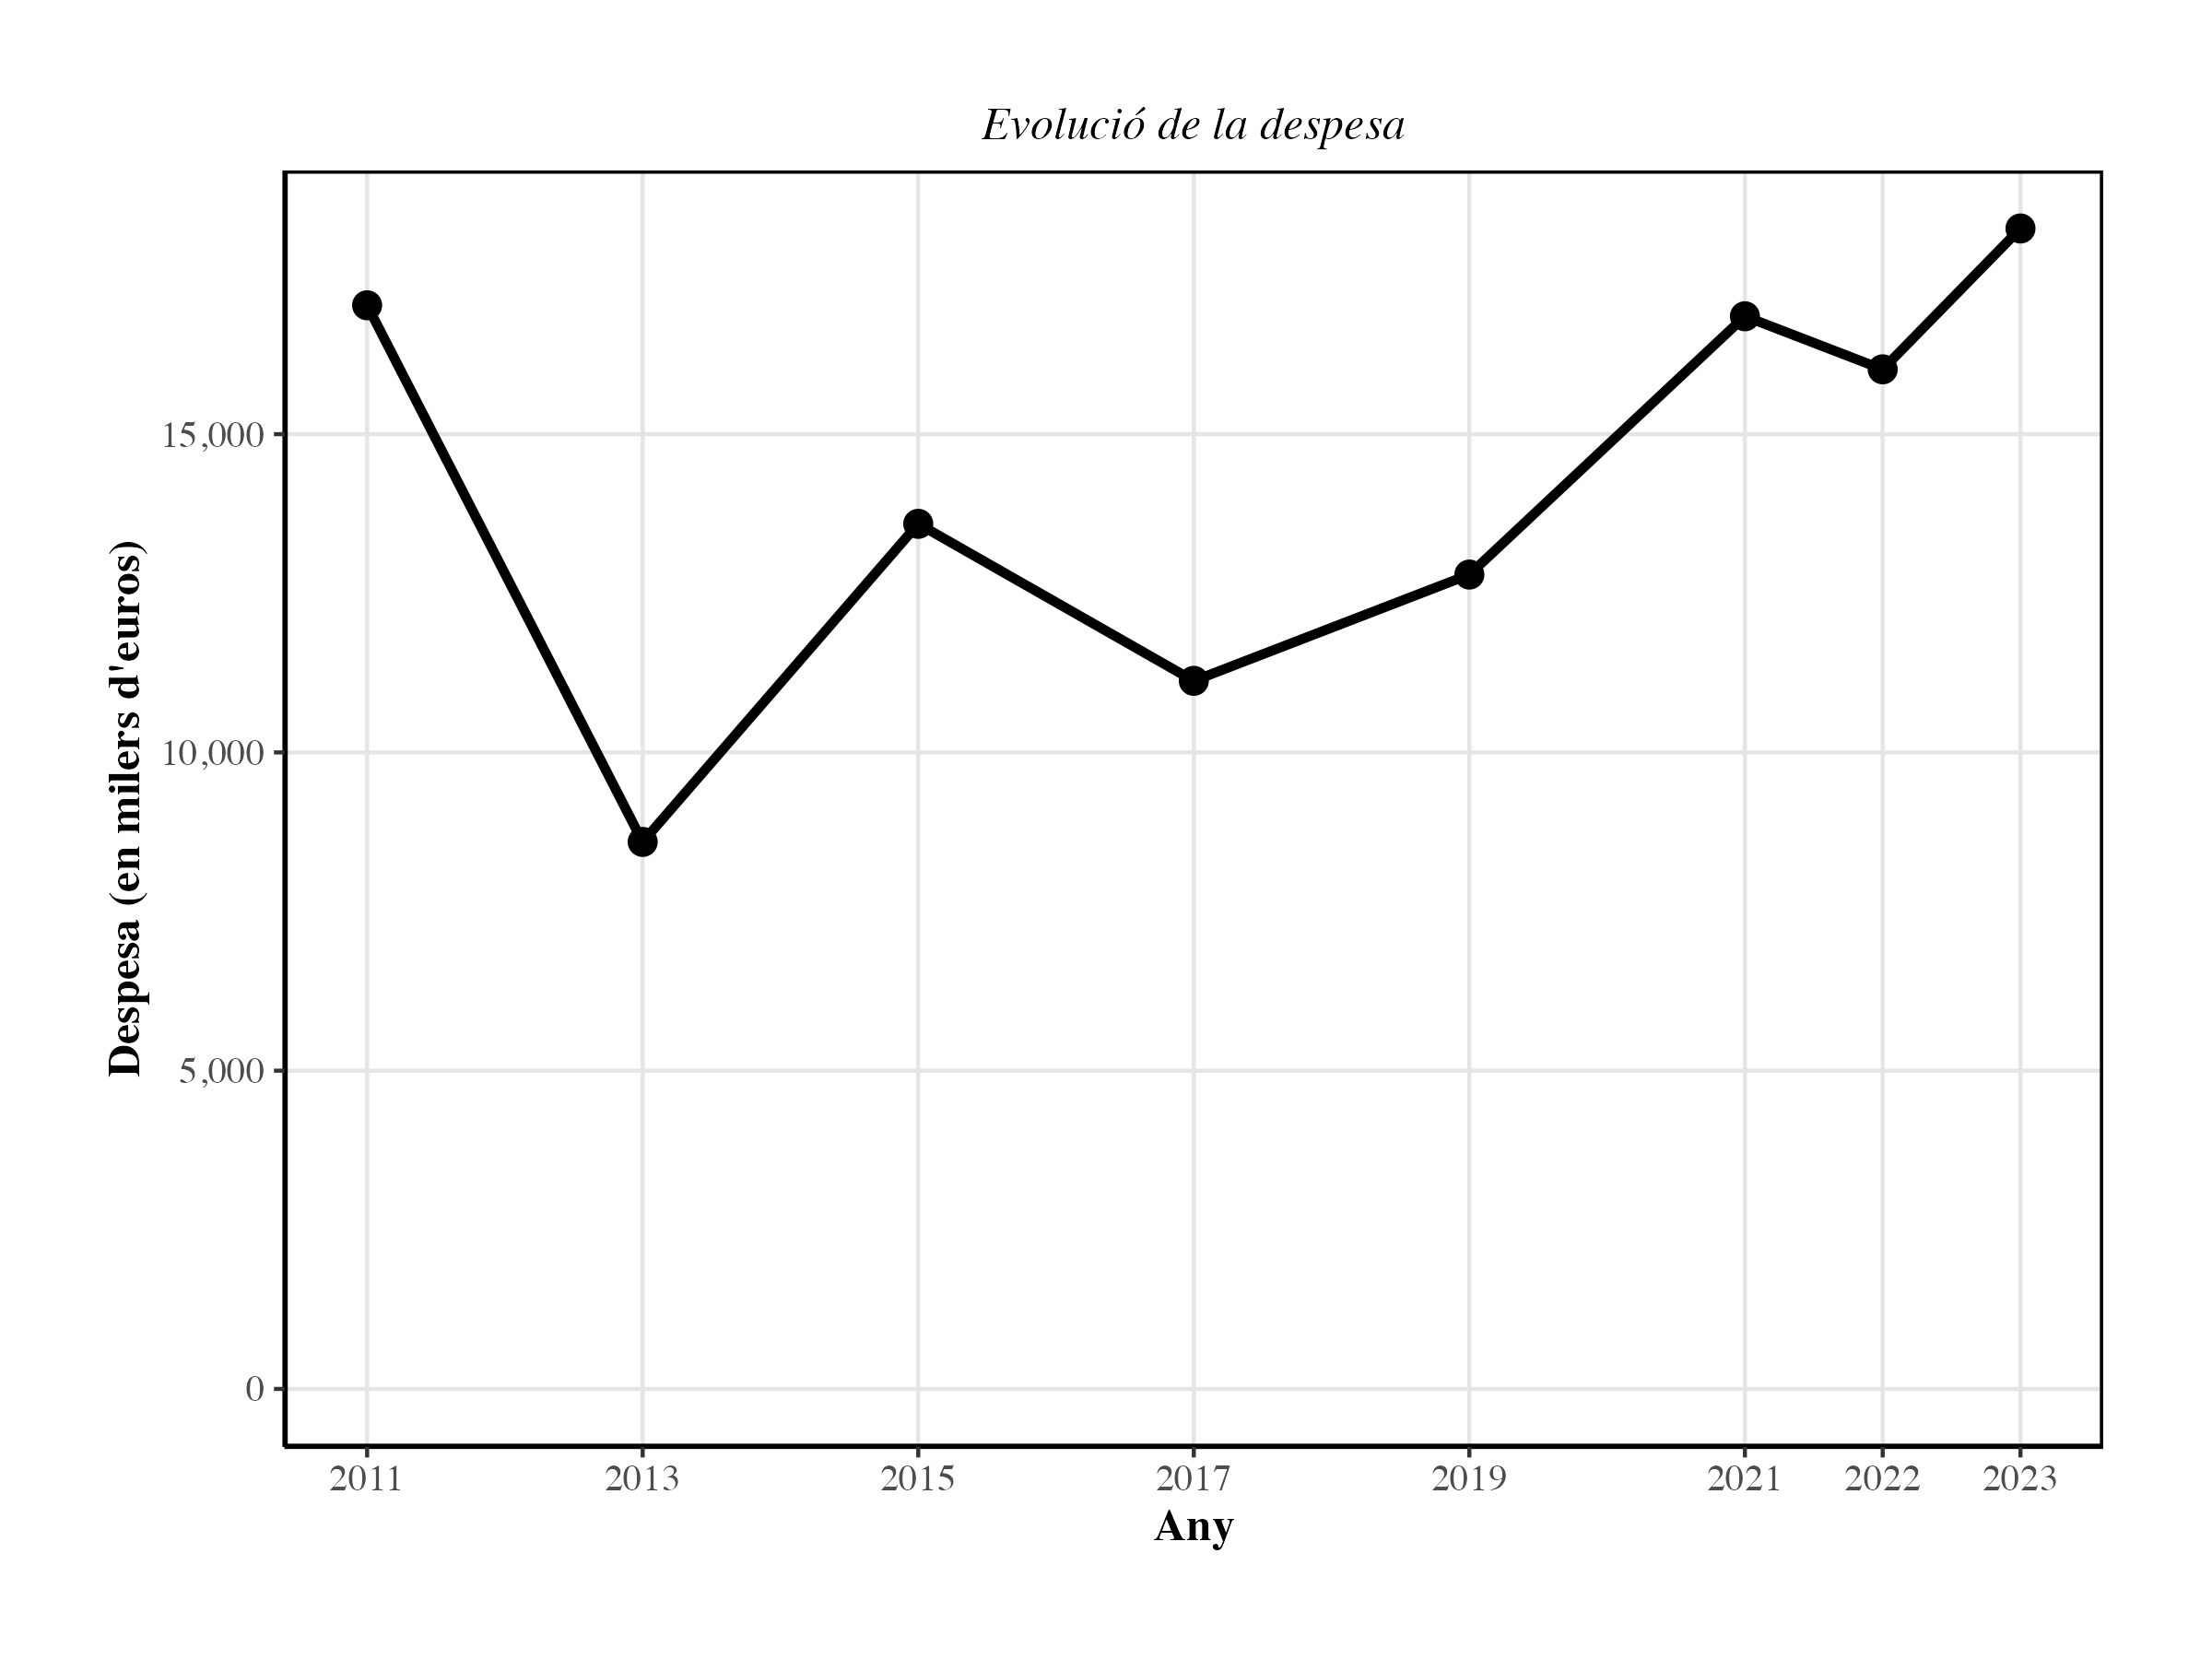 Evolució de la despesa
Despesa (en milers d'euros)
15,000
10,000
5,000
0
2011 2013 2015 2017 2019 2021 2022 2023
Any